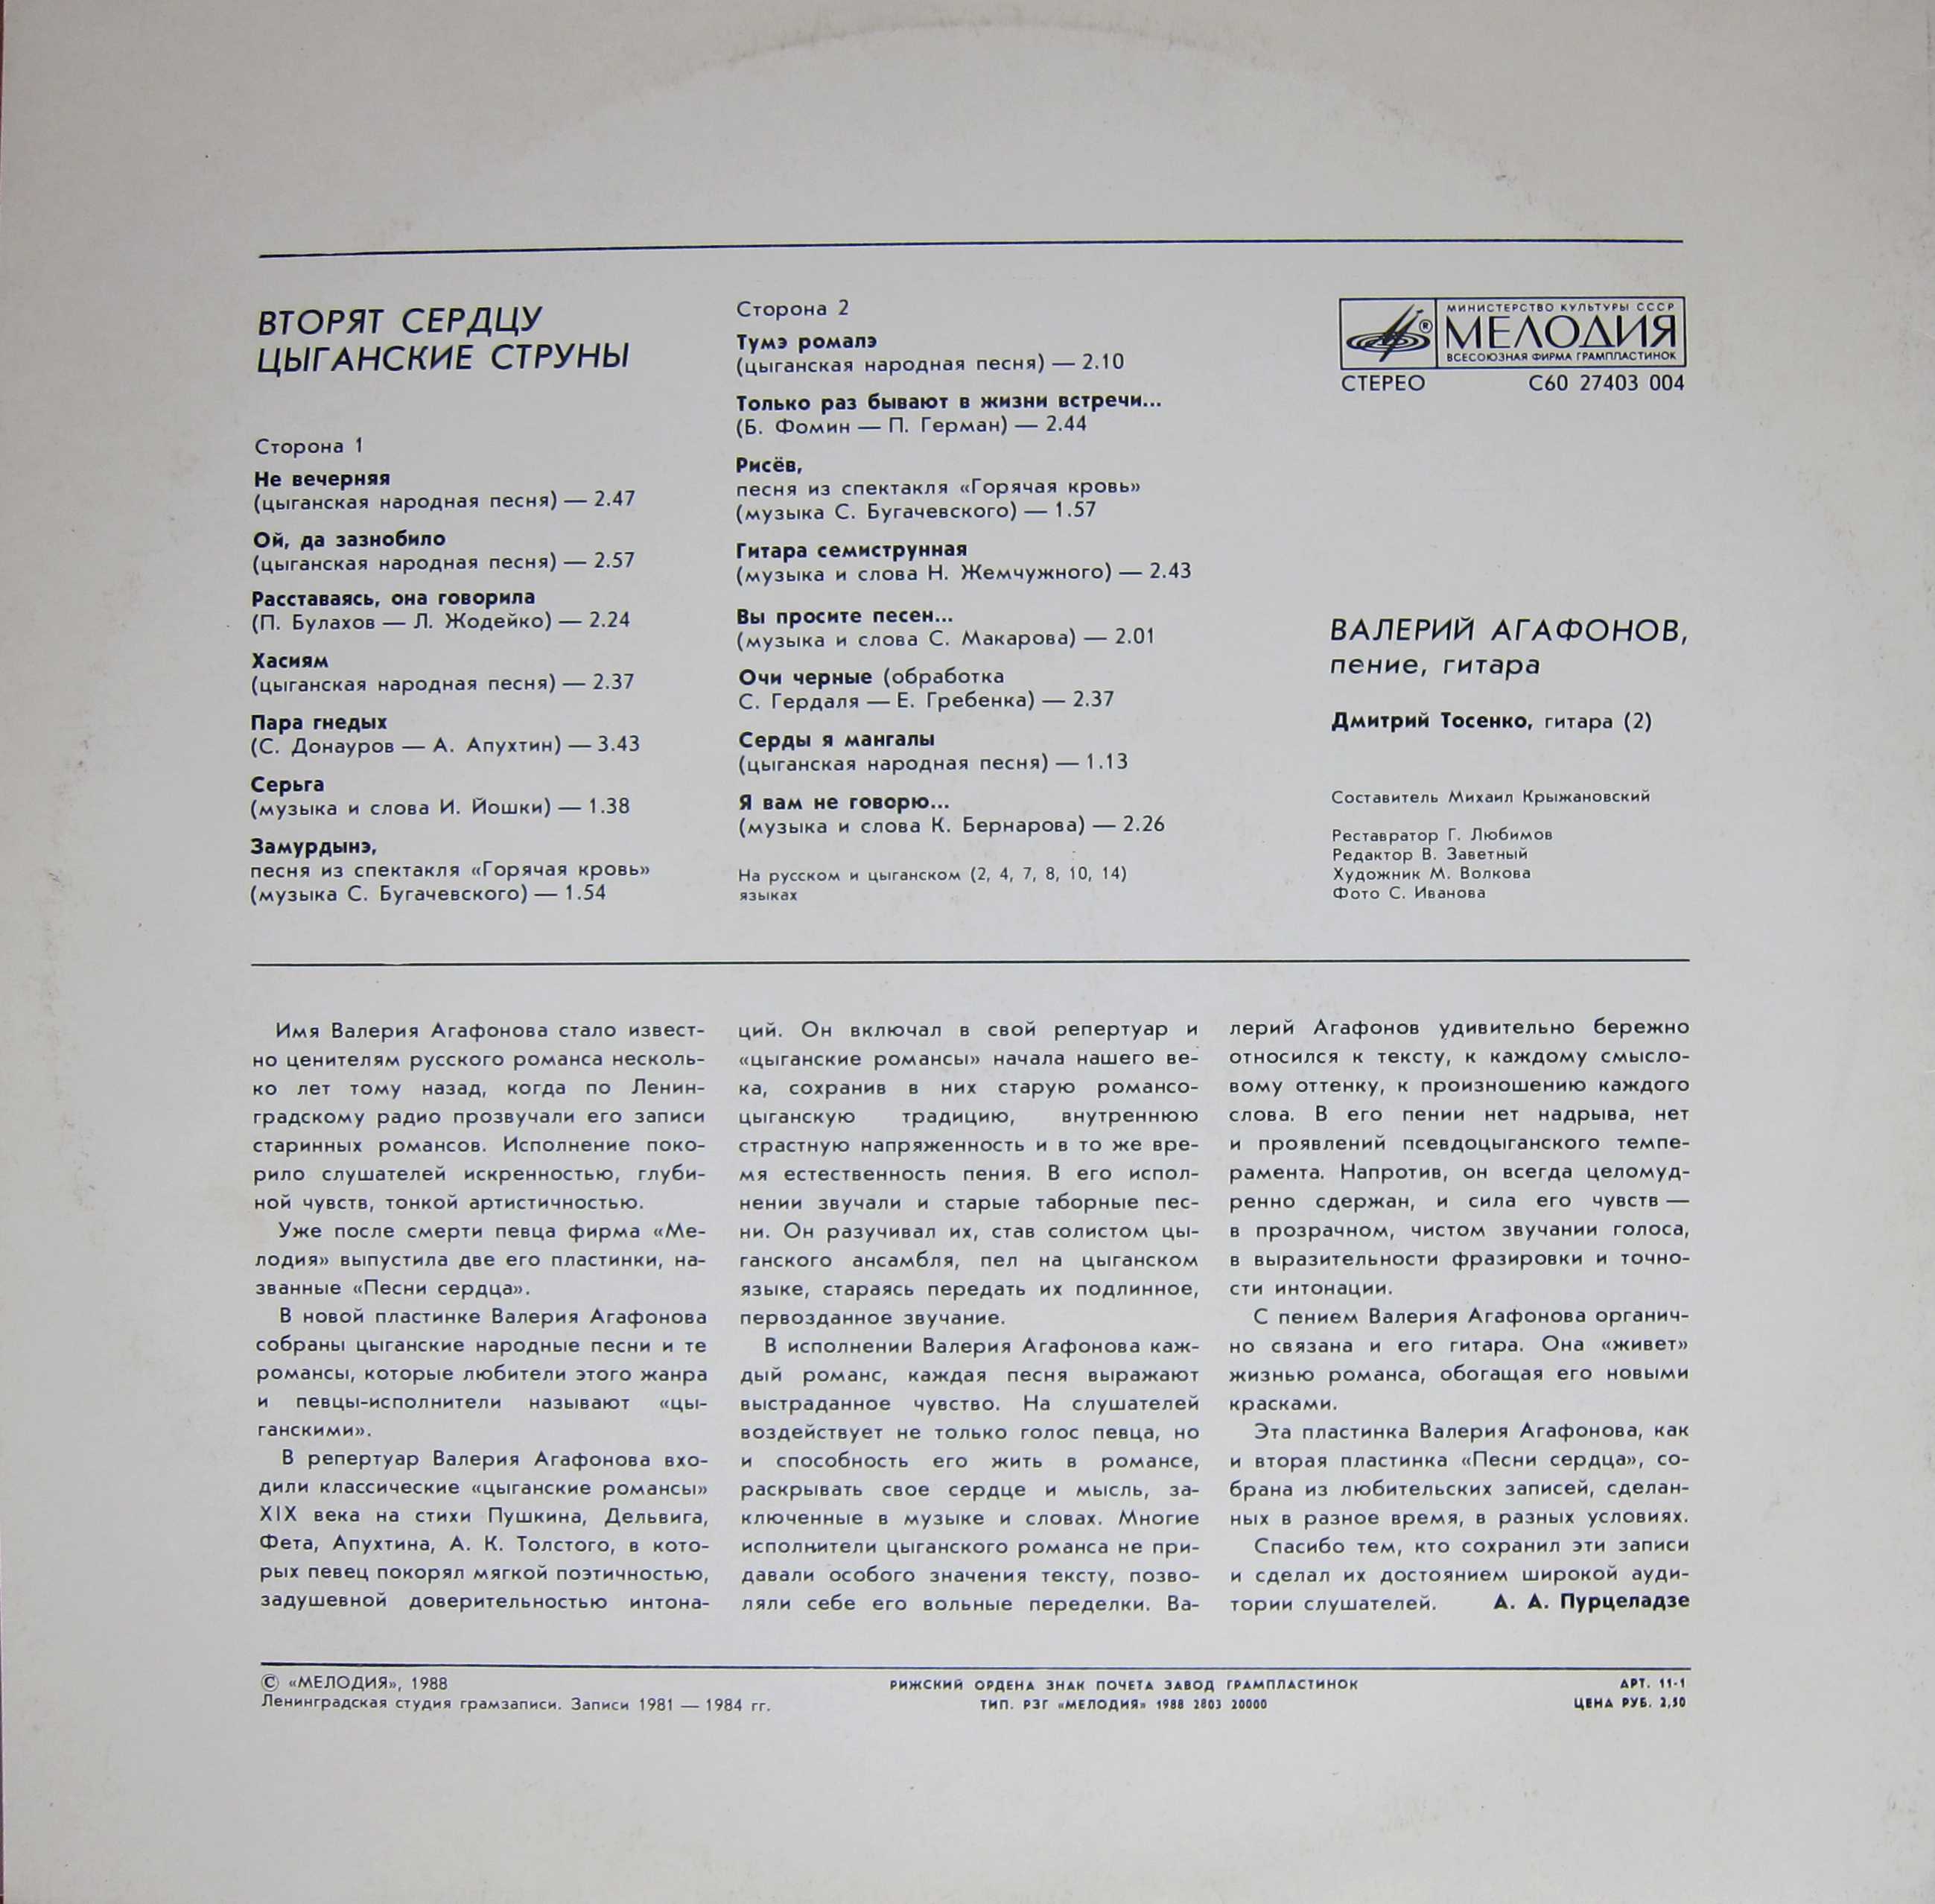 ВТОРЯТ СЕРДЦУ
ЦЫГАНСКИЕ СТРУНЫ
Сторона 1
Не вечерняя
(цыганская народная песня) — 2.47
Ой, да зазнобило
(цыганская народная песня) — 2.57
Расставаясь, она говорила
(П. Булахов — Л. Жодейко) — 2.24
Хасиям
(цыганская народная песня) — 2.37
Пара гнедых
(С. Донауров — А. Апухтин) — 3.43
Серьга
(музыка и слова И. Йошки) — 1.38
Замурдынэ,
песня из спектакля «Горячая кровь»
(музыка С. Бугачевского) — 1.54
Сторона 2
Тумэ ромалэ
(цыганская народная песня) — 2.10
Только раз бывают в жизни встречи...
(Б. Фомин — П. Герман) — 2.44
Рисёв,
песня из спектакля «Горячая кровь»
(музыка С. Бугачевского) — 1.57
Гитара семиструнная
(музыка и слова Н. Жемчужного) — 2.43
Вы просите песен...
(музыка и слова С. Макарова) — 2.01
Очи черные (обработка
С. Гердаля — Е. Гребенка) — 2.37
Серды я мангалы
(цыганская народная песня) — 1.13
Я вам не говорю...
(музыка и слова К. Бернарова) — 2.26
На русском и цыганском (2, 4, 7, 8, 10, 14)
языках
МИНИСТЕРСТВО КУЛЬТУРЫ СССР
® МЕЛОДИЯ
ВСЕСОЮЗНАЯ ФИРМА ГРАМПЛАСТИНОК
СТЕРЕО С60 27403 004
ВАЛЕРИЙ АГАФОНОВ,
пение, гитара
Дмитрий Тосенко, гитара (2)
Составитель Михаил Крыжановский
Реставратор Г. Любимов
Редактор В. Заветный
Художник М. Волкова
Фото С. Иванова
Имя Валерия Агафонова стало извест-
но ценителям русского романса несколь-
ко лет тому назад, когда по Ленин-
градскому радио прозвучали его записи
старинных романсов. Исполнение поко-
рило слушателей искренностью, глуби-
ной чувств, тонкой артистичностью.
Уже после смерти певца фирма «Ме-
лодия» выпустила две его пластинки, на-
званные «Песни сердца».
В новой пластинке Валерия Агафонова
собраны цыганские народные песни и те
романсы, которые любители этого жанра
и певцы-исполнители называют «цы-
ганскими».
В репертуар Валерия Агафонова вхо-
дили классические «цыганские романсы»
XIX века на стихи Пушкина, Дельвига,
Фета, Апухтина, А. К. Толстого, в кото-
рых певец покорял мягкой поэтичностью,
задушевной доверительностью интона-
ций. Он включал в свой репертуар и
«цыганские романсы» начала нашего ве-
ка, сохранив в них старую романсо-
цыганскую традицию, внутреннюю
страстную напряженность и в то же вре-
мя естественность пения. В его испол-
нении звучали и старые таборные пес-
ни. Он разучивал их, став солистом цы-
ганского ансамбля, пел на цыганском
языке, стараясь передать их подлинное,
первозданное звучание.
В исполнении Валерия Агафонова каж-
дый романс, каждая песня выражают
выстраданное чувство. На слушателей
воздействует не только голос певца, но
и способность его жить в романсе,
раскрывать свое сердце и мысль, за-
ключенные в музыке и словах. Многие
исполнители цыганского романса не при-
давали особого значения тексту, позво-
ляли себе его вольные переделки. Ва-
лерий Агафонов удивительно бережно
относился к тексту, к каждому смысло-
вому оттенку, к произношению каждого
слова. В его пении нет надрыва, нет
и проявлений псевдоцыганского темпе-
рамента. Напротив, он всегда целомуд-
ренно сдержан, и сила его чувств —
в прозрачном, чистом звучании голоса,
в выразительности фразировки и точно-
сти интонации.
С пением Валерия Агафонова органич-
но связана и его гитара. Она «живет»
жизнью романса, обогащая его новыми
красками.
Эта пластинка Валерия Агафонова, как
и вторая пластинка «Песни сердца», со-
брана из любительских записей, сделан-
ных в разное время, в разных условиях.
Спасибо тем, кто сохранил эти записи
и сделал их достоянием широкой ауди-
тории слушателей. А. А. Пурцеладзе
© «МЕЛОДИЯ», 1988
Ленинградская студия грамзаписи. Записи 1981 — 1984 гг.
РИЖСКИЙ ОРДЕНА ЗНАК ПОЧЕТА ЗАВОД ГРАМПЛАСТИНОК
ТИП. РЗГ «МЕЛОДИЯ» 1988 2803 20000
АРТ. 11-1
ЦЕНА РУБ. 2,50